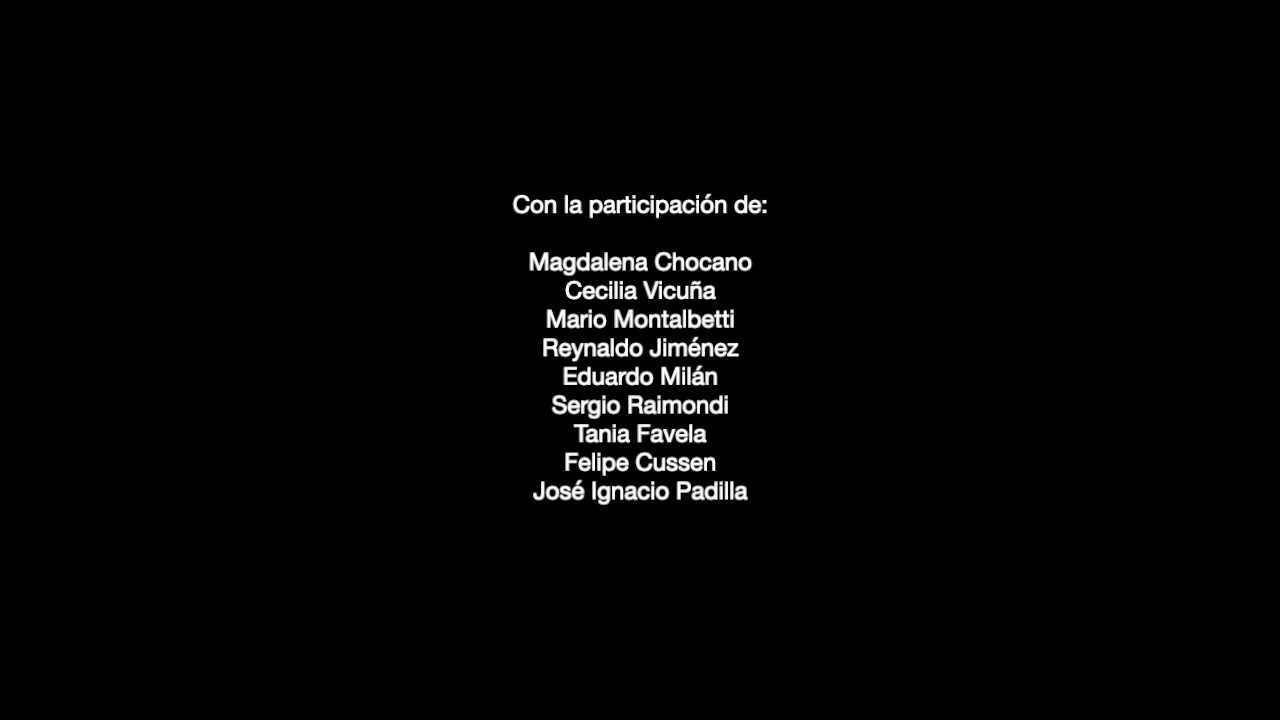 Con la participación de:
Magdalena Chocano
Cecilia Vicuña
Mario Montalbetti
Reynaldo Jiménez
Eduardo Milán
Sergio Raimondi
Tania Favela
Felipe Cussen
José Ignacio Padilla